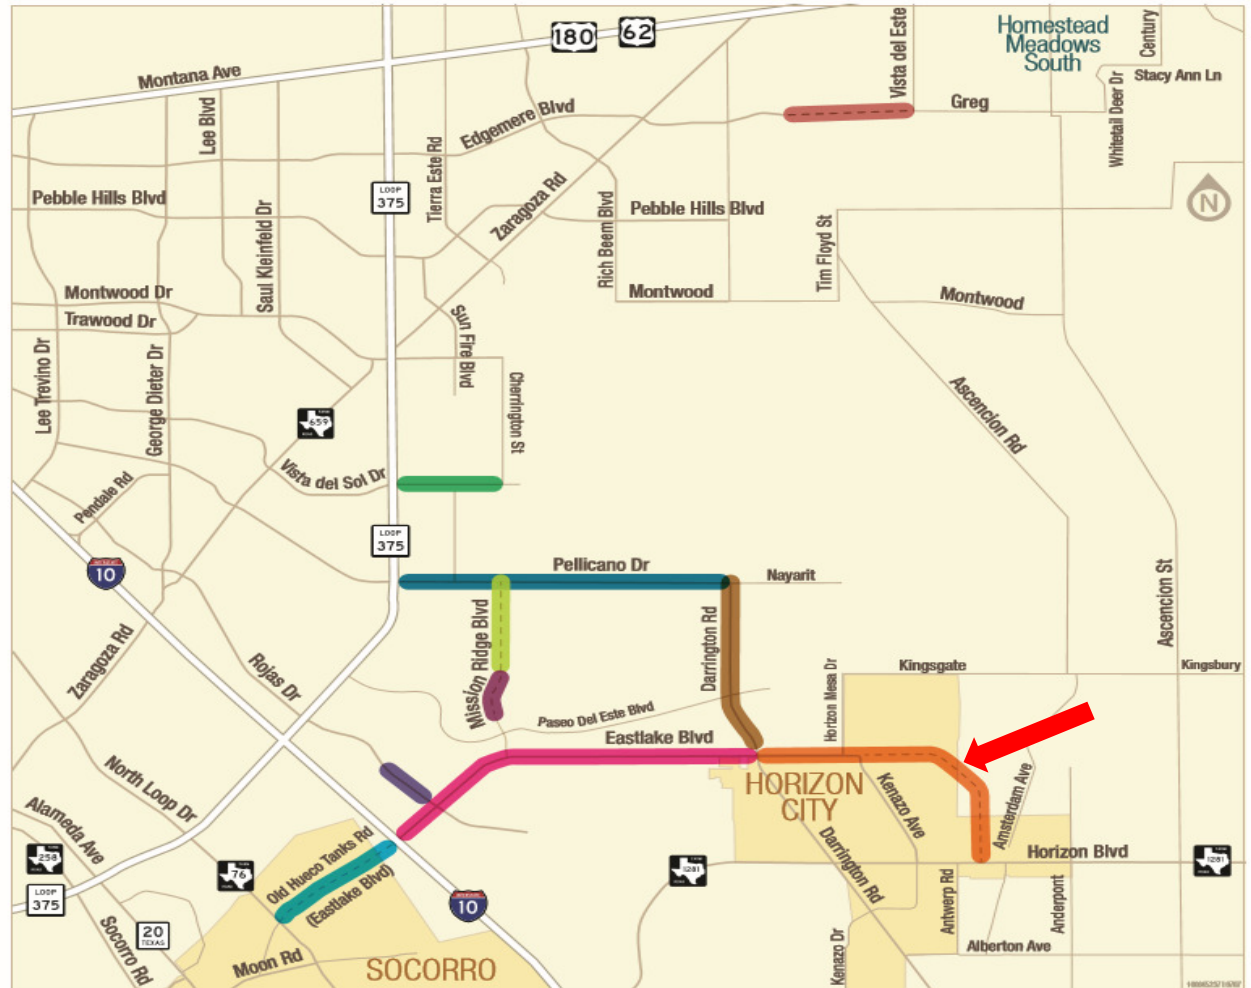 180
62
Homestead
Meadows
South
Vista del Este
Century
Stacy Ann Ln
Whitetail Deer Dr
Montana Ave
Lee Blvd
Edgemere Blvd
Greg
Tierra Este Rd
Pebble Hills Blvd
LOOP
375
Zaragoza Rd
Rich Beem Blvd
Pebble Hills Blvd
Tim Floyd St
N
Saul Kleinfeld Dr
Montwood Dr
Trawood Dr
Montwood
Montwood
Sun Fire Blvd
Lee Trevino Dr
George Dieter Dr
Cherrington St
Ascencion Rd
659
Vista del Sol Dr
Pendale Rd
LOOP
375
10
Pellicano Dr
Nayarit
Mission Ridge Blvd
Darrington Rd
Ascencion St
Zaragoza Rd
Rojas Dr
Horizon Mesa Dr
Kingsgate
Kingsbury
Paseo Del Este Blvd
Eastlake Blvd
HORIZON
CITY
North Loop Dr
Kenazo Ave
Amsterdam Ave
Alameda Ave
Old Hueco Tanks Rd
(Eastlake Blvd)
Darrington Rd
Horizon Blvd
258
76
1281
1281
LOOP
375
10
Antwerp Rd
Anderpont
20
TEXAS
Socorro Rd
Moon Rd
SOCORRO
Kenazo Dr
Alberton Ave